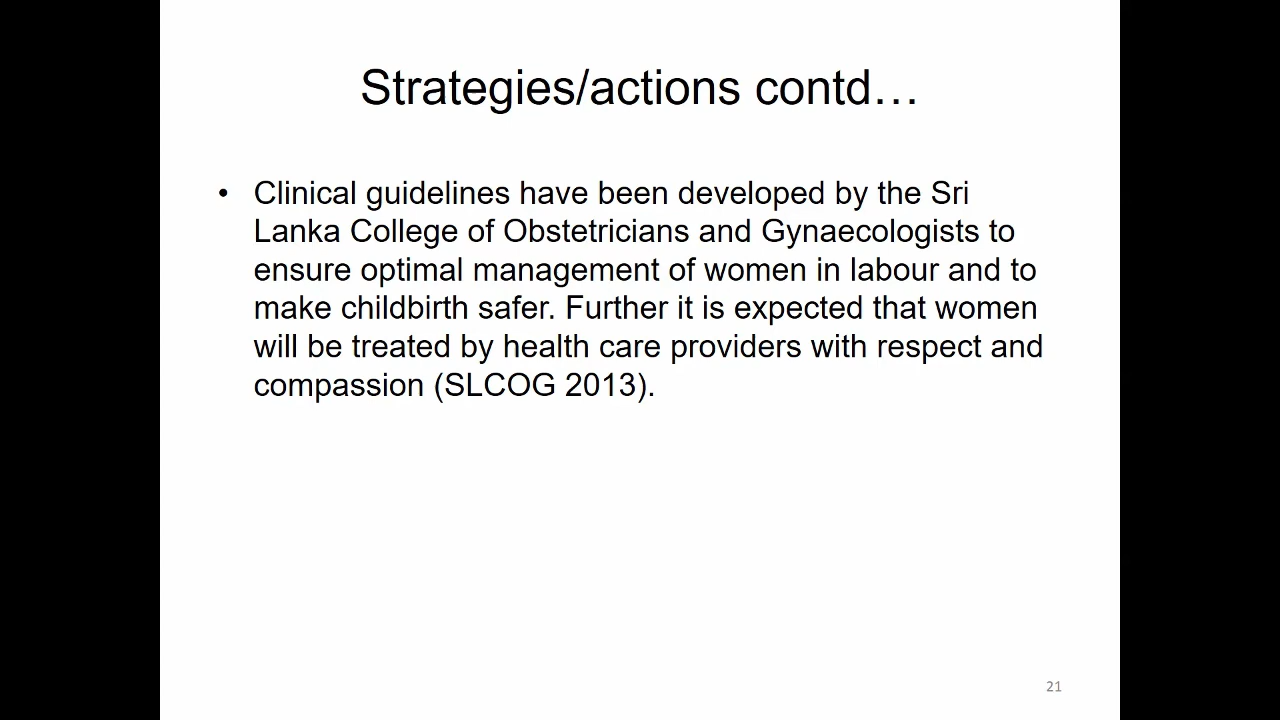 Strategies/actions contd…
• Clinical guidelines have been developed by the Sri
Lanka College of Obstetricians and Gynaecologists to
ensure optimal management of women in labour and to
make childbirth safer. Further it is expected that women
will be treated by health care providers with respect and
compassion (SLCOG 2013).
21